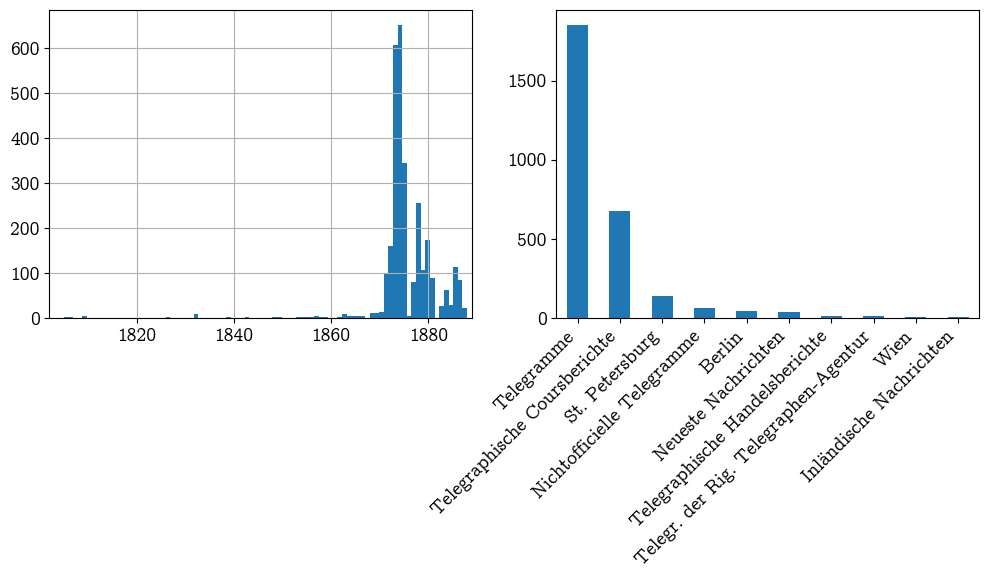 600
500
400
300
200
100
0
1820
1840
1860
1880
1500
1000
500
0
Telegramme
Telegraphische Coursberichte
St. Petersburg
Nichtofficielle Telegramme
Berlin
Neueste Nachrichten
Telegraphische Handelsberichte
Telegr. der Rig. Telegraphen-Agentur
Wien
Inländische Nachrichten